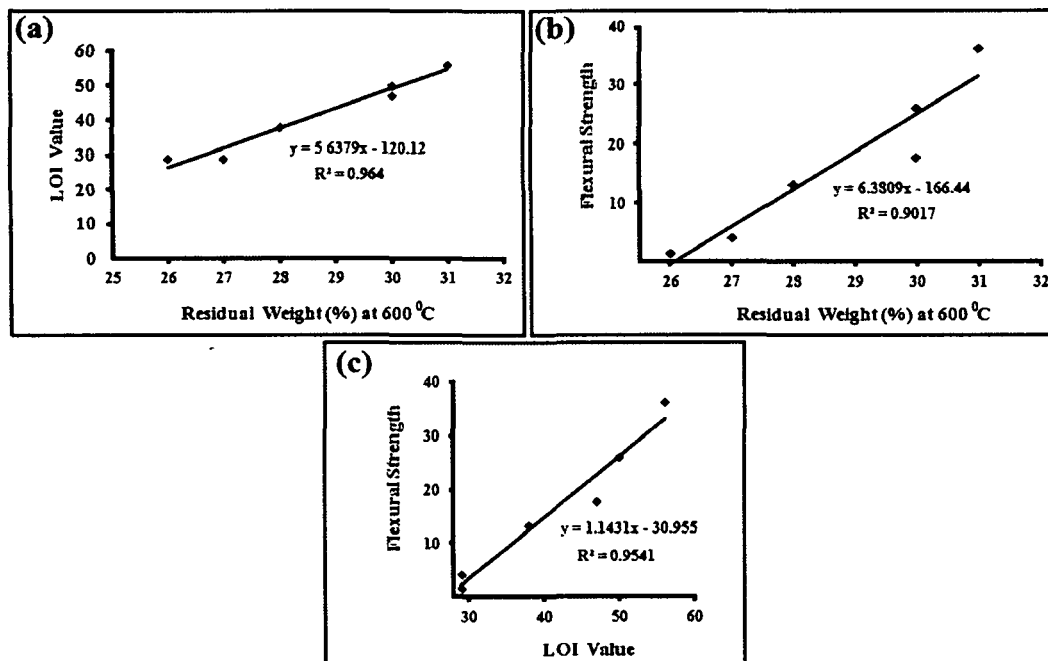 (a)
LOI Value
60
50
40
30
20
10
0
25 26 27 28 29 30 31 32
y = 5 6379x - 120.12
R² = 0.964
Residual Weight (%) at 600 ⁰C
(b)
Flexural Strength
40
30
20
10
26 27 28 29 30 31 32
y = 6.3809x - 166.44
R² = 0.9017
Residual Weight (%) at 600 ⁰C
(c)
Flexural Strength
40
30
20
10
30 40 50 60
y = 1.1431x - 30.955
R² = 0.9541
LOI Value